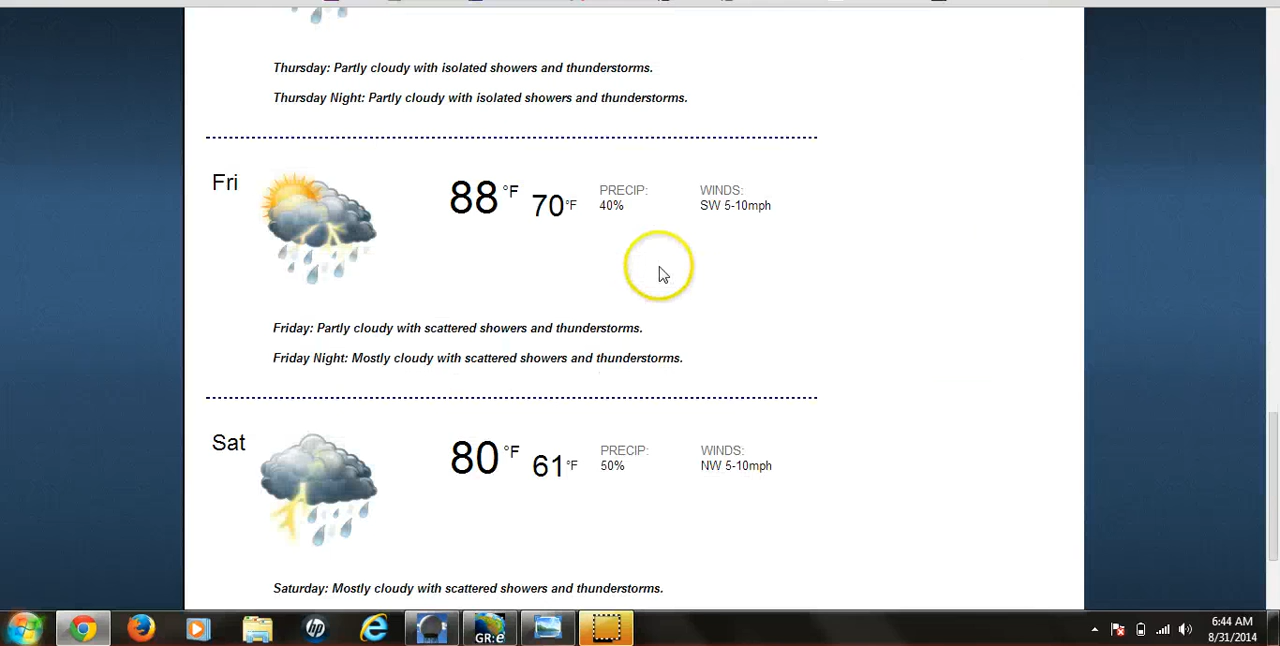 Thursday: Partly cloudy with isolated showers and thunderstorms.
Thursday Night: Partly cloudy with isolated showers and thunderstorms.
Fri
88 °F 70 °F
PRECIP:
40%
WINDS:
SW 5-10mph
Friday: Partly cloudy with scattered showers and thunderstorms.
Friday Night: Mostly cloudy with scattered showers and thunderstorms.
Sat
80 °F 61 °F
PRECIP:
50%
WINDS:
NW 5-10mph
Saturday: Mostly cloudy with scattered showers and thunderstorms.
hp
GR:e
6:44 AM
8/31/2014